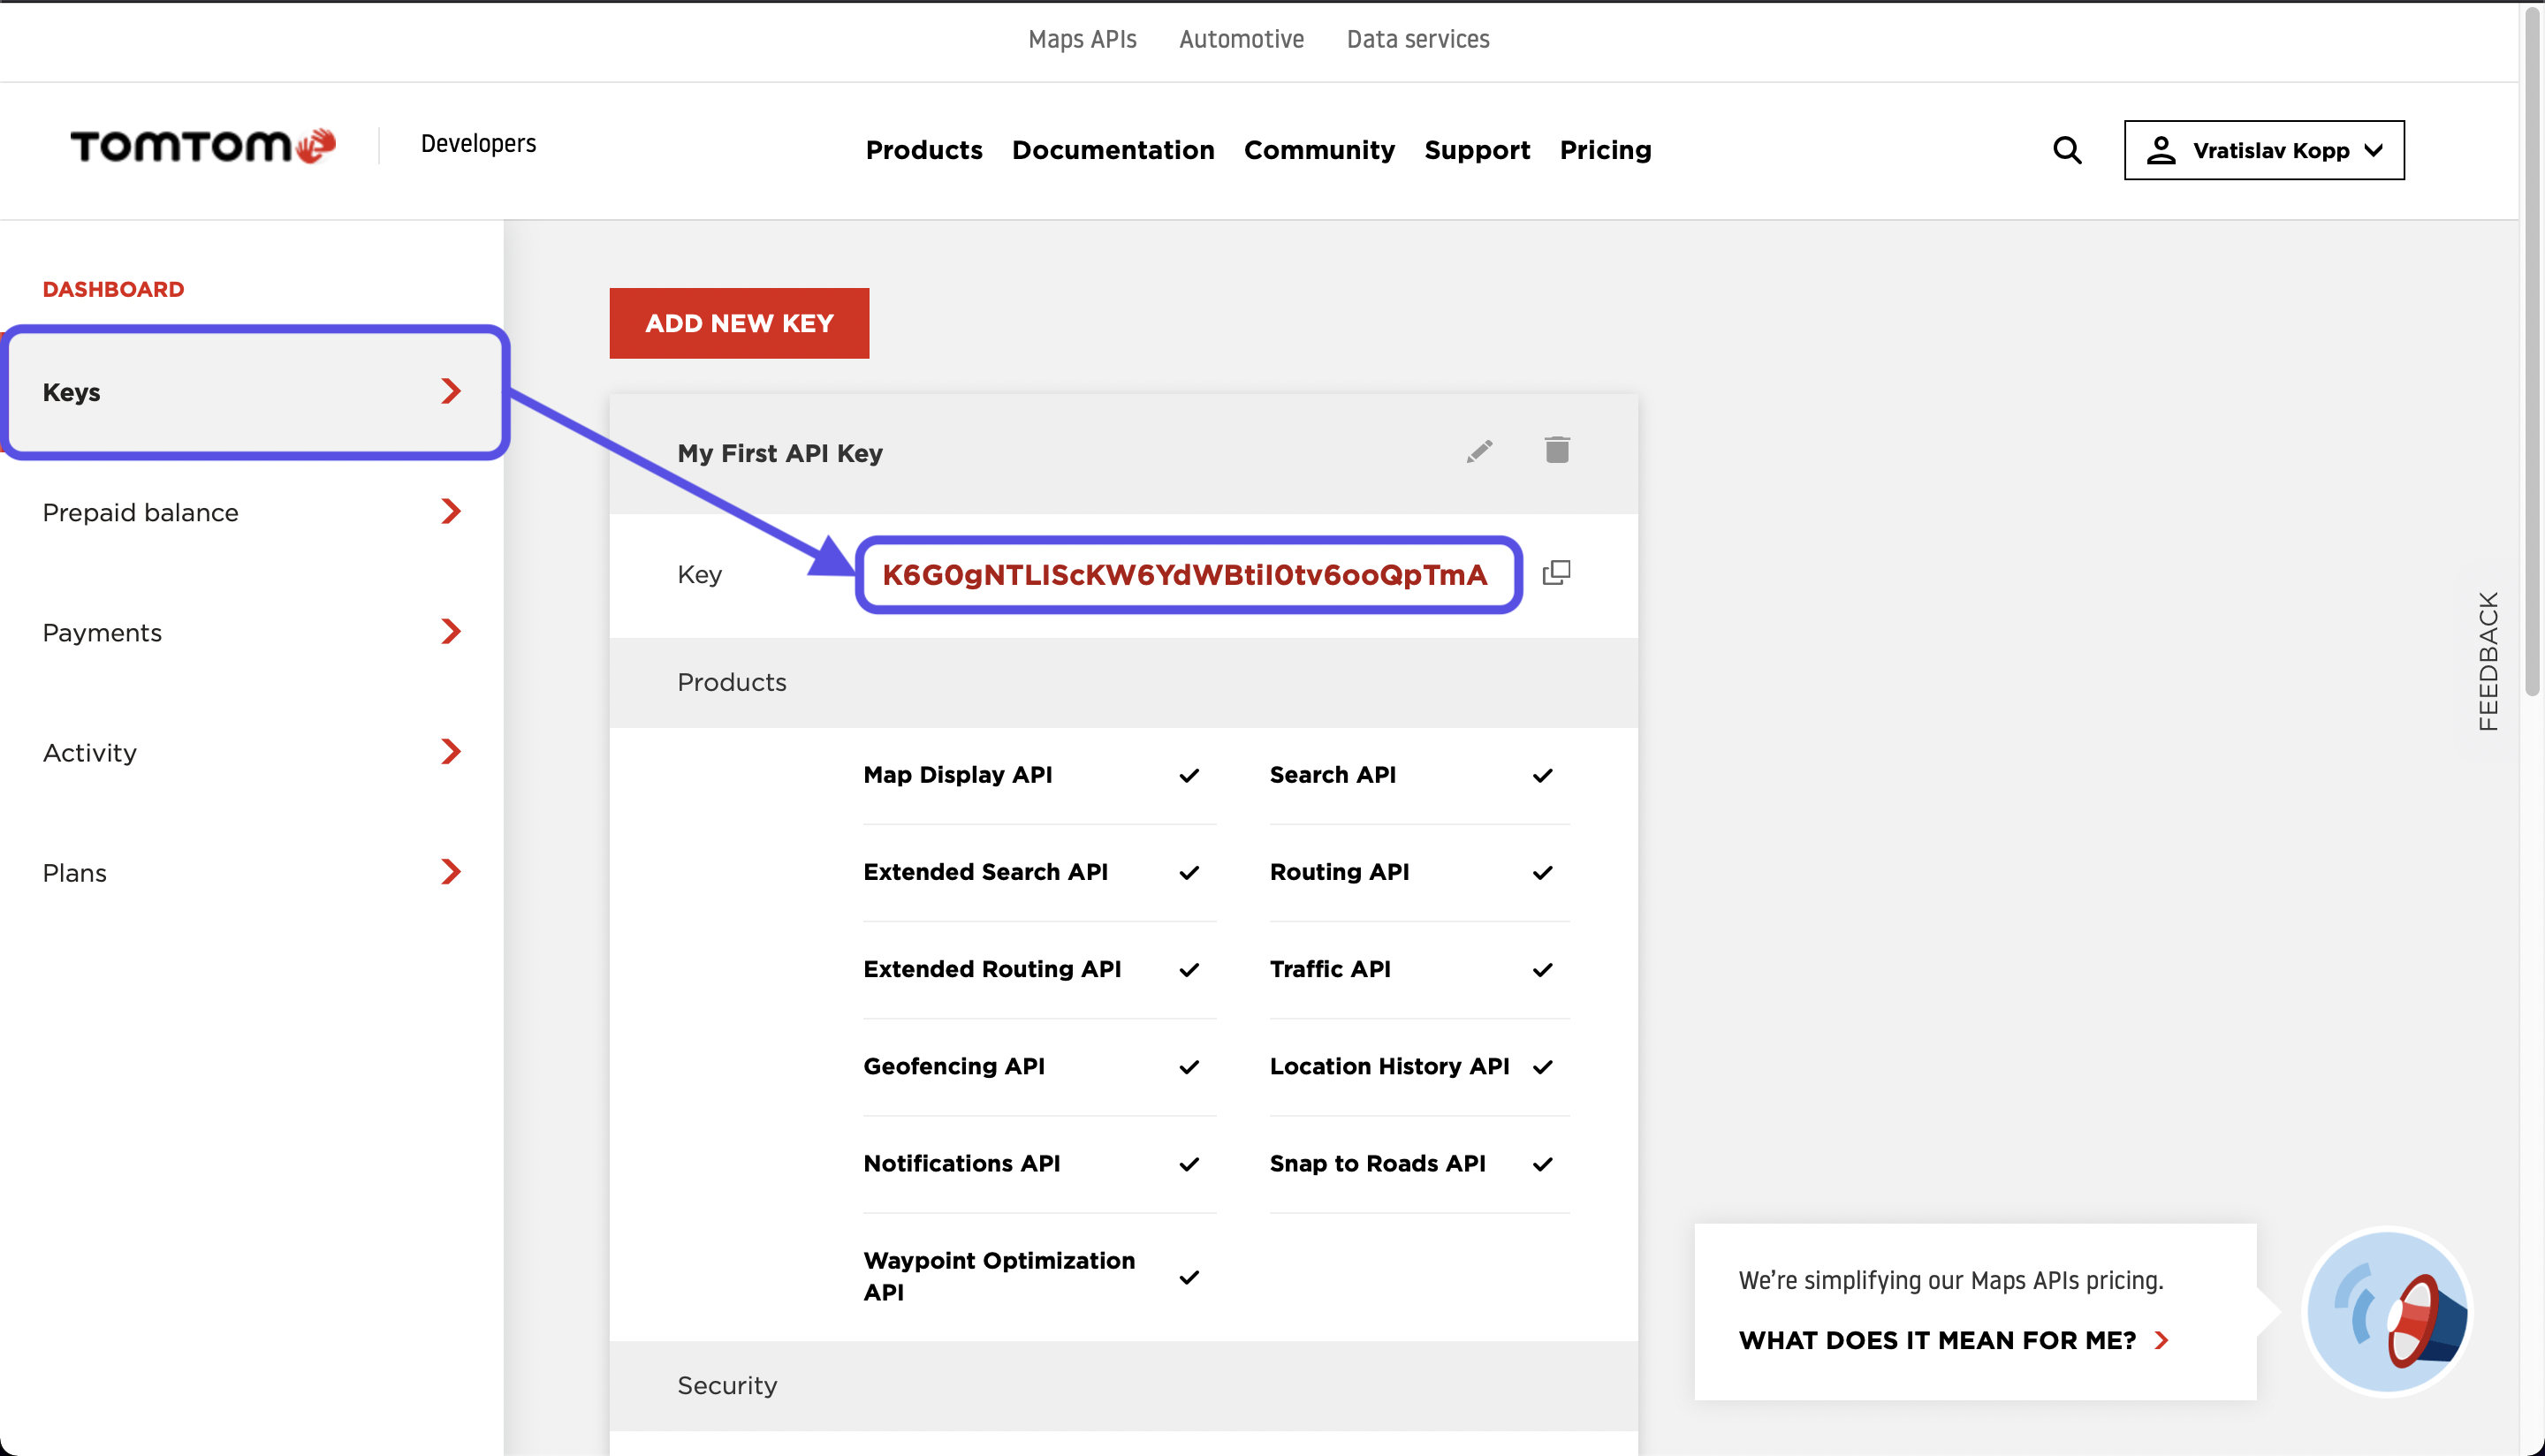 Maps APIs Automotive Data services
TOMTOM Developers Products Documentation Community Support Pricing Vratislav Kopp
DASHBOARD
Keys
Prepaid balance
Payments
Activity
Plans
ADD NEW KEY
My First API Key
Key K6G0gNTLIScKW6YdWBtiI0tv6ooQpTmA
Products
Map Display API Search API
Extended Search API Routing API
Extended Routing API Traffic API
Geofencing API Location History API
Notifications API Snap to Roads API
Waypoint Optimization
API
Security
FEEDBACK
We're simplifying our Maps APIs pricing.
WHAT DOES IT MEAN FOR ME?